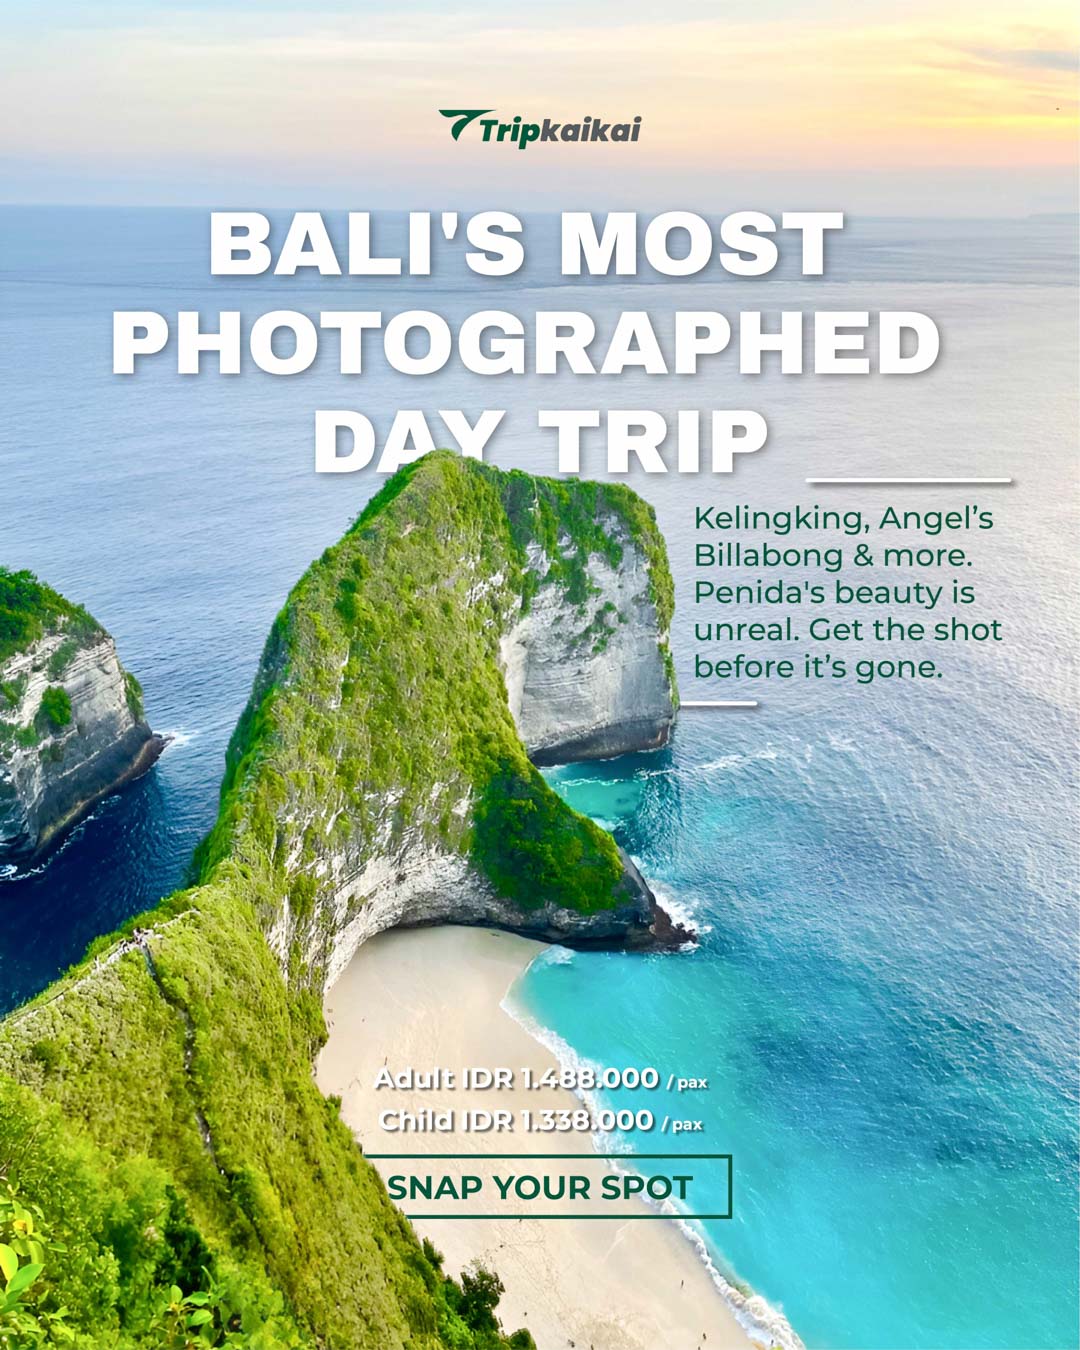 Tripkaikai
BALI'S MOST
PHOTOGRAPHED
DAY TRIP
Kelingking, Angel’s
Billabong & more.
Penida's beauty is
unreal. Get the shot
before it’s gone.
Adult IDR 1.488.000 / pax
Child IDR 1.338.000 / pax
SNAP YOUR SPOT